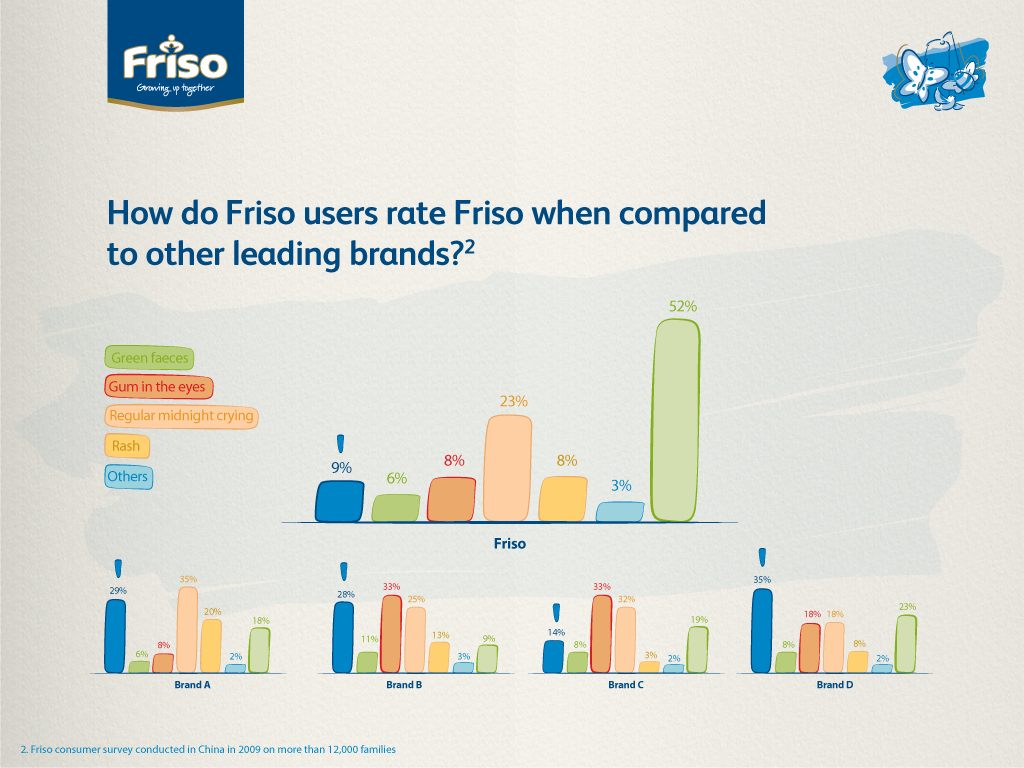 Friso
Growing up together
How do Friso users rate Friso when compared
to other leading brands?2
52%
Green faeces
Gum in the eyes
Regular midnight crying
Rash
Others
23%
9%
6%
8%
8%
3%
Friso
29%
6%
8%
35%
20%
2%
18%
Brand A
28%
11%
33%
25%
13%
3%
9%
Brand B
14%
8%
33%
32%
3%
2%
19%
Brand C
35%
8%
18%
18%
8%
2%
23%
Brand D
2. Friso consumer survey conducted in China in 2009 on more than 12,000 families